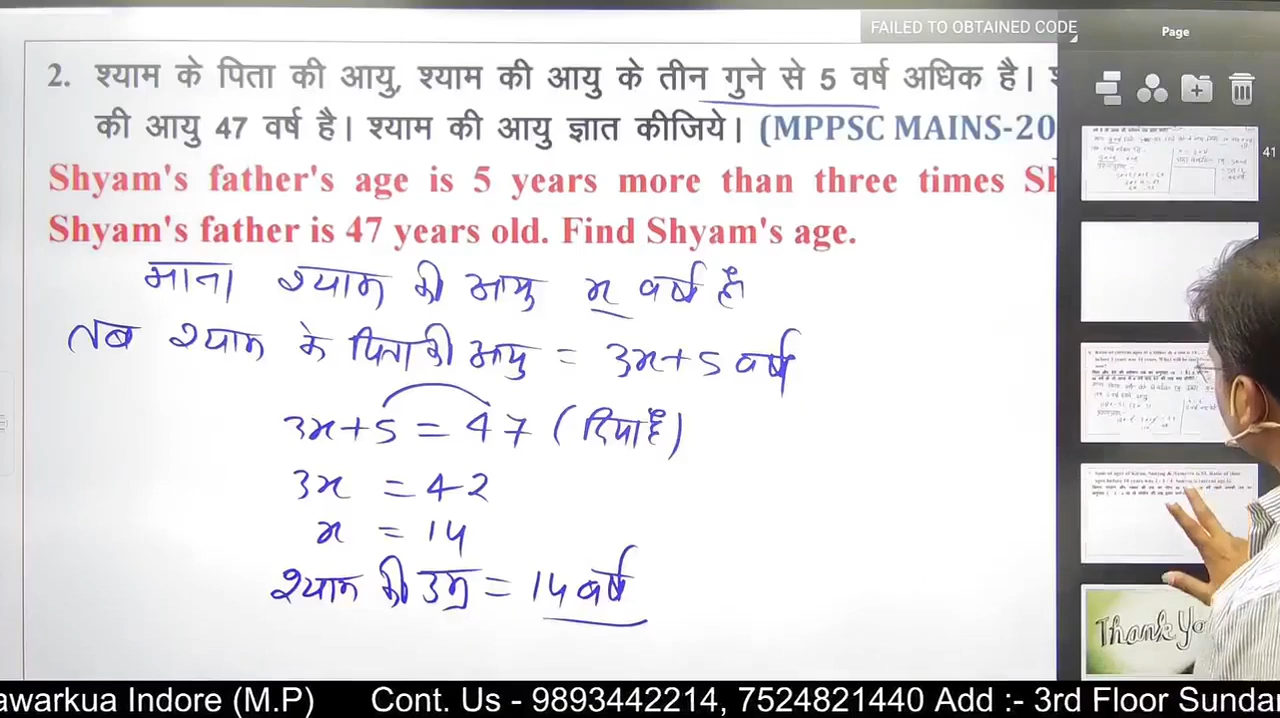 FAILED TO OBTAINED CODE
Page
2. श्याम के पिता की आयु, श्याम की आयु के तीन गुने से 5 वर्ष अधिक है।
की आयु 47 वर्ष है। श्याम की आयु ज्ञात कीजिये। (MPPSC MAINS-20
Shyam's father's age is 5 years more than three times Sh
Shyam's father is 47 years old. Find Shyam's age.
माना श्याम की आयु x वर्ष है
तब श्याम के पिता की आयु = 3x+5 वर्ष
3x+5 = 47 (दिया है)
3x = 42
x = 14
श्याम की उम्र = 14 वर्ष
41
Thank Yo
awarkua Indore (M.P) Cont. Us - 9893442214, 7524821440 Add :- 3rd Floor Sundar